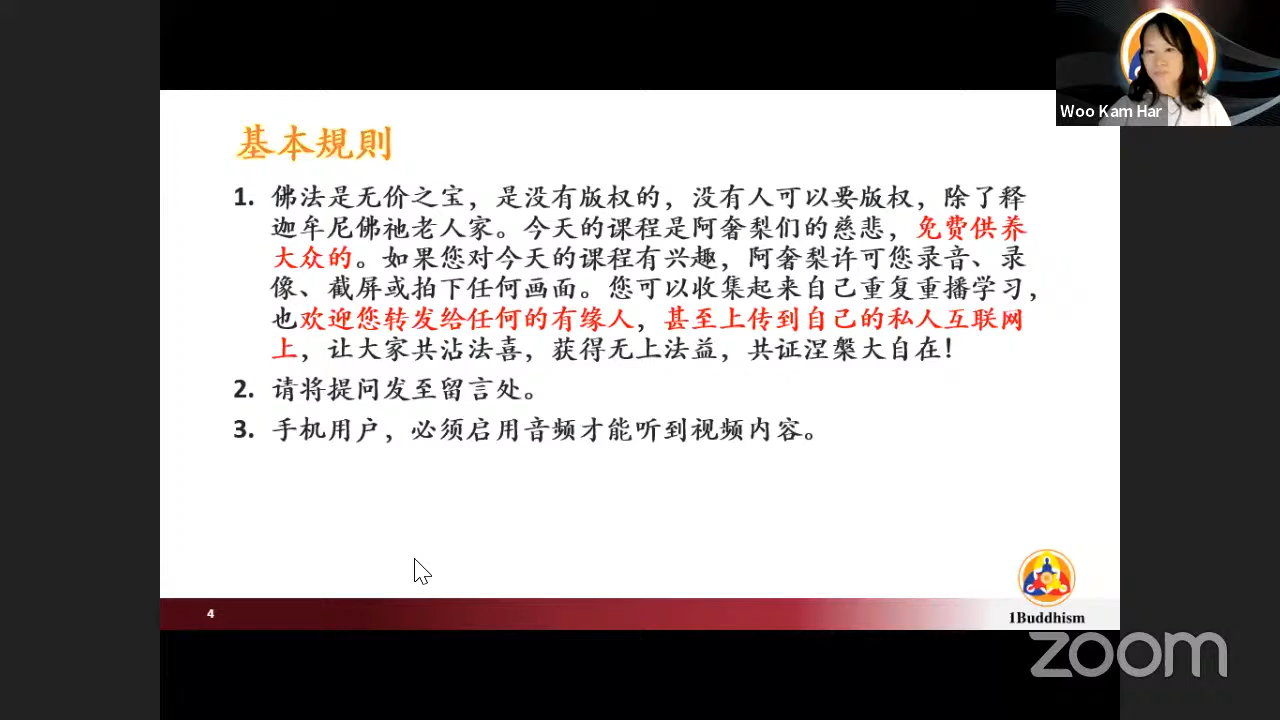 Woo Kam Har
基本規則
1. 佛法是无价之宝，是没有版权的，没有人可以要版权，除了释
迦牟尼佛祂老人家。今天的课程是阿奢梨们的慈悲，免费供养
大众的。如果您对今天的课程有兴趣，阿奢梨许可您录音、录
像、截屏或拍下任何画面。您可以收集起来自己重复重播学习，
也欢迎您转发给任何的有缘人，甚至上传到自己的私人互联网
上，让大家共沾法喜，获得无上法益，共证涅槃大自在！
2. 请将提问发至留言处。
3. 手机用户，必须启用音频才能听到视频内容。
4
1Buddhism
zoom